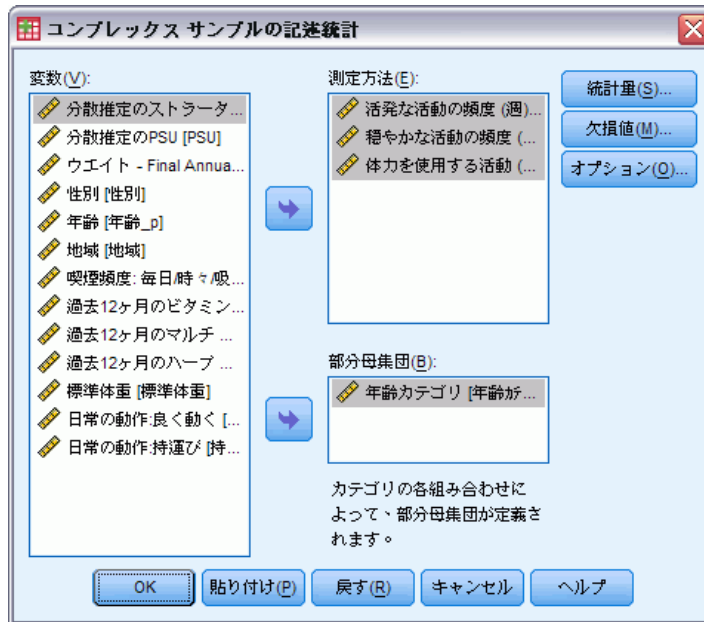 コンプレックス サンプルの記述統計
変数(V):
分散推定のストラータ...
分散推定のPSU [PSU]
ウエイト - Final Annua...
性別 [性別]
年齢 [年齢_p]
地域 [地域]
喫煙頻度: 毎日/時々/吸...
過去12ヶ月のビタミン...
過去12ヶ月のマルチ ...
過去12ヶ月のハーブ ...
標準体重 [標準体重]
日常の動作:良く動く [...
日常の動作:持運び [持...
測定方法(E):
活発な活動の頻度 (週)...
穏やかな活動の頻度 (...
体力を使用する活動 (...
部分母集団(B):
年齢カテゴリ [年齢ｶﾃ...
カテゴリの各組み合わせに
よって、部分母集団が定義さ
れます。
統計量(S)...
欠損値(M)...
オプション(O)...
OK
貼り付け(P)
戻す(R)
キャンセル
ヘルプ